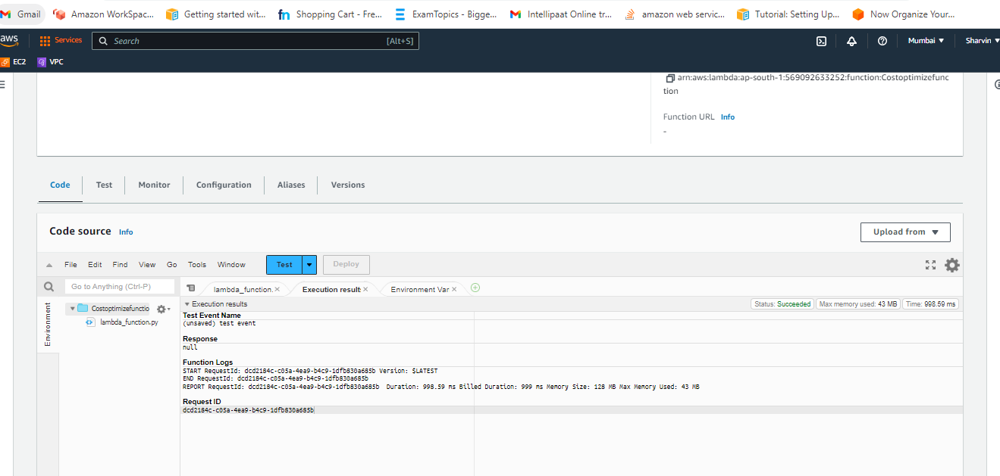 Gmail Amazon WorkSpac... Getting started wit... Shopping Cart - Fre... ExamTopics - Bigge... Intellipaat Online tr... amazon web servic... Tutorial: Setting Up,... Now Organize Your...
aws Services Search [Alt+S] Mumbai ▼ Sharvin ▼
EC2 VPC
arn:aws:lambda:ap-south-1:569092633252:function:Costoptimizefunc
tion
Function URL Info
-
Code Test Monitor Configuration Aliases Versions
Code source Info Upload from ▼
File Edit Find View Go Tools Window Test Deploy
Go to Anything (Ctrl-P) lambda_function. × Execution results × Environment Var ×
Environment
Costoptimizefunctio
lambda_function.py
Execution results Status: Succeeded Max memory used: 43 MB Time: 998.59 ms
Test Event Name
(unsaved) test event
Response
null
Function Logs
START RequestId: dcd2184c-c05a-4ea9-b4c9-1dfb830a685b Version: $LATEST
END RequestId: dcd2184c-c05a-4ea9-b4c9-1dfb830a685b
REPORT RequestId: dcd2184c-c05a-4ea9-b4c9-1dfb830a685b Duration: 998.59 ms Billed Duration: 999 ms Memory Size: 128 MB Max Memory Used: 43 MB
Request ID
dcd2184c-c05a-4ea9-b4c9-1dfb830a685b